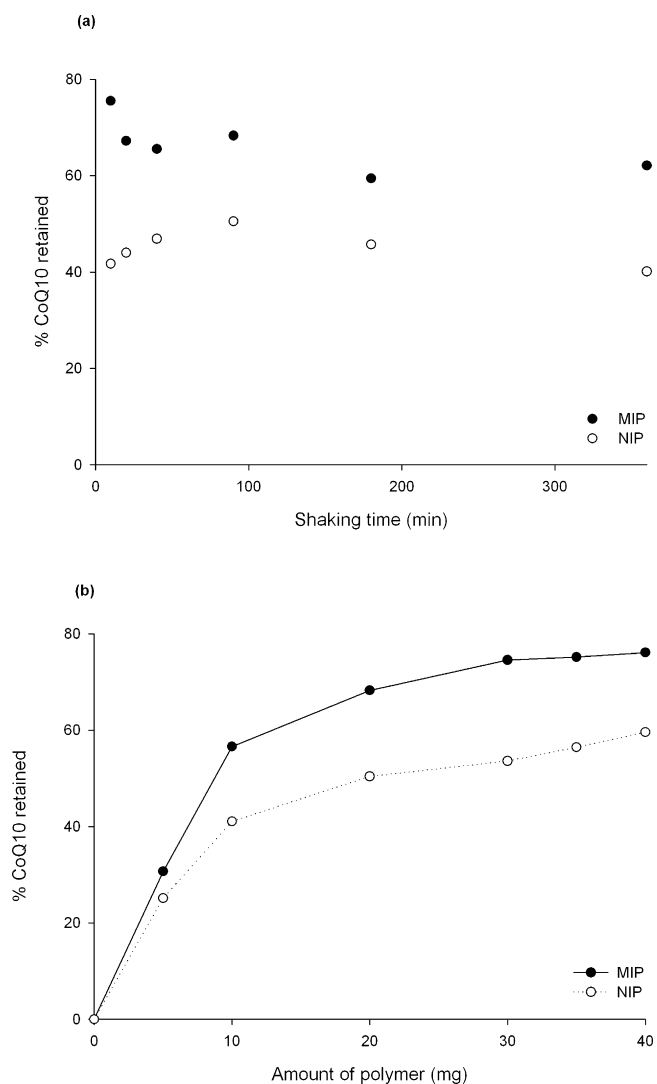 (a)
% CoQ10 retained
80
60
40
20
0
0 100 200 300
Shaking time (min)
MIP
NIP
(b)
% CoQ10 retained
80
60
40
20
0
0 10 20 30 40
Amount of polymer (mg)
MIP
NIP